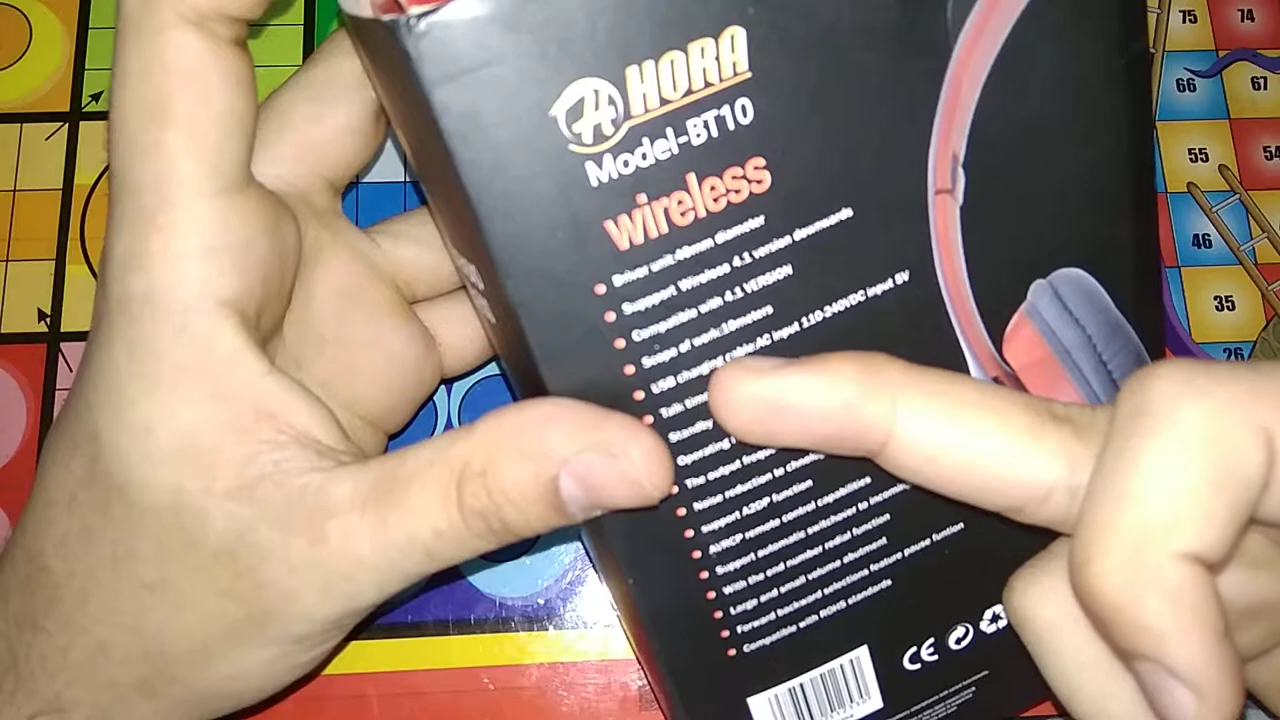 HORA
Model-BT10
wireless
Driver unit:40mm diameter
Support Wireless 4.1 version downwards
Compatible with 4.1 VERSION
Scope of work:10meters
USB charging cable:AC input 110-240VDC input 5V
Talk time
Standby
Operating
The output
Noise reduction to
support A2DP function
AVRCP remote control capabilities
Support automatic switchover to
With the end number redial function
Large and small volume abutment
Forward backward selections feature pause funtion
Compatible with ROHS standards
CE
75 74
66 67
55 54
46
35
26